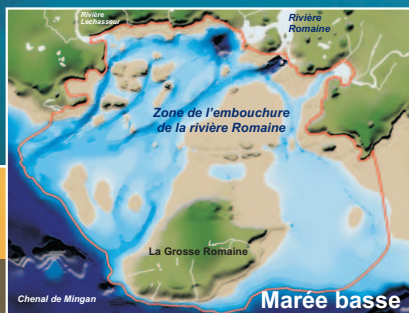 Rivière
Lechasseur
Rivière
Romaine
Zone de l'embouchure
de la rivière Romaine
La Grosse Romaine
Chenal de Mingan
Marée basse